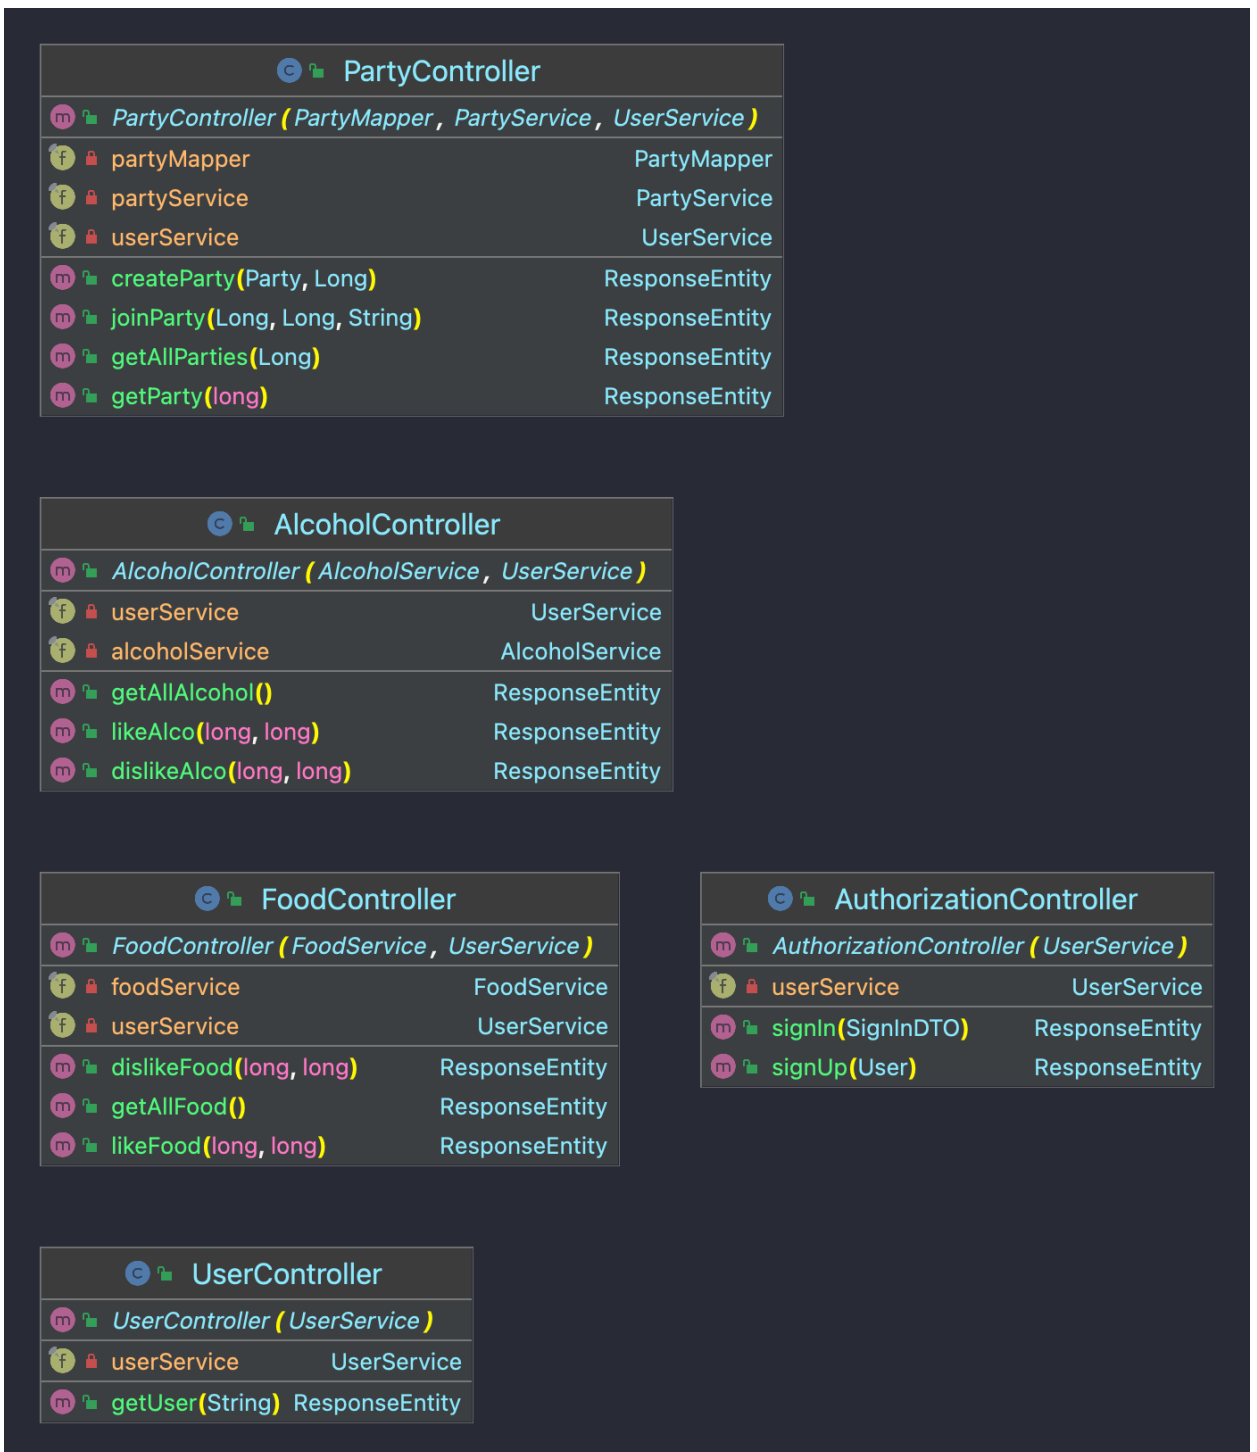 PartyController
PartyController(PartyMapper, PartyService, UserService)
partyMapper PartyMapper
partyService PartyService
userService UserService
createParty(Party, Long) ResponseEntity
joinParty(Long, Long, String) ResponseEntity
getAllParties(Long) ResponseEntity
getParty(long) ResponseEntity
AlcoholController
AlcoholController(AlcoholService, UserService)
userService UserService
alcoholService AlcoholService
getAllAlcohol() ResponseEntity
likeAlco(long, long) ResponseEntity
dislikeAlco(long, long) ResponseEntity
FoodController
FoodController(FoodService, UserService)
foodService FoodService
userService UserService
dislikeFood(long, long) ResponseEntity
getAllFood() ResponseEntity
likeFood(long, long) ResponseEntity
AuthorizationController
AuthorizationController(UserService)
userService UserService
signIn(SignInDTO) ResponseEntity
signUp(User) ResponseEntity
UserController
UserController(UserService)
userService UserService
getUser(String) ResponseEntity